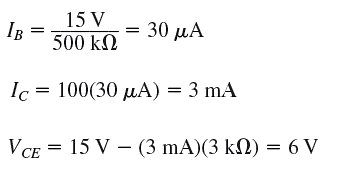 I_B = 15 V / 500 kΩ = 30 μA
I_C = 100(30 μA) = 3 mA
V_CE = 15 V − (3 mA)(3 kΩ) = 6 V